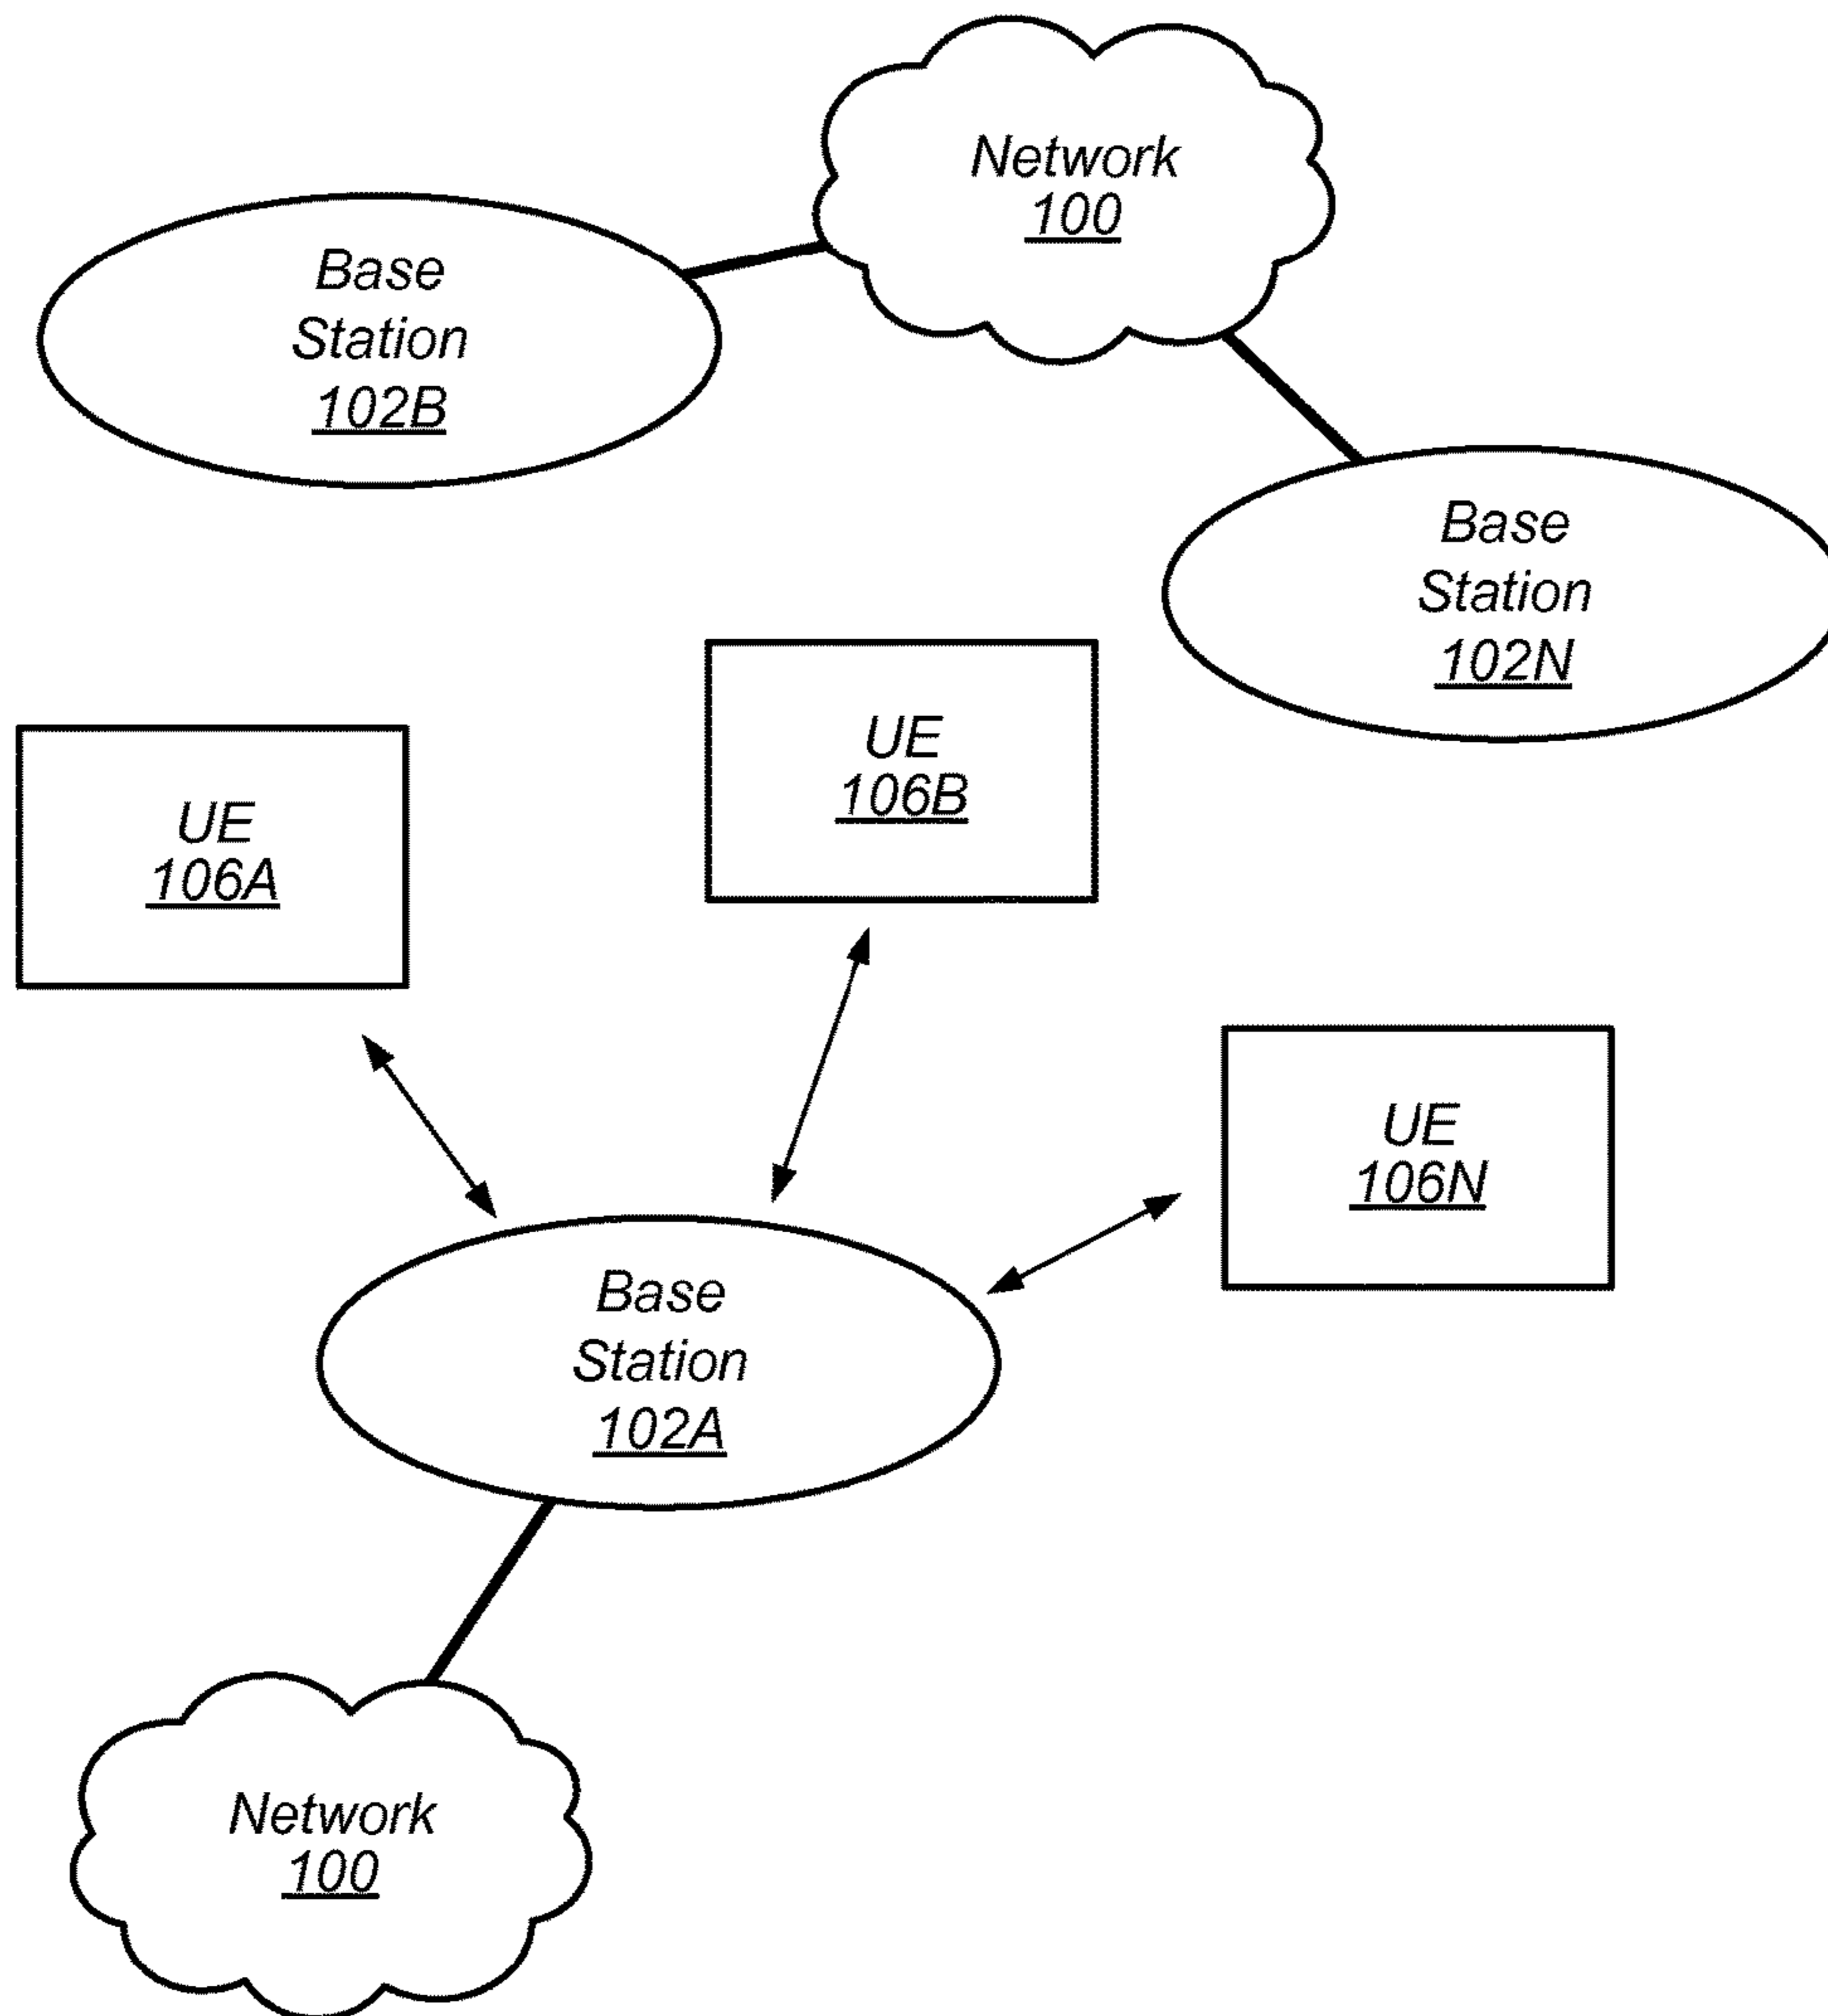 Network
100
Base
Station
102B
Base
Station
102N
UE
106B
UE
106A
UE
106N
Base
Station
102A
Network
100